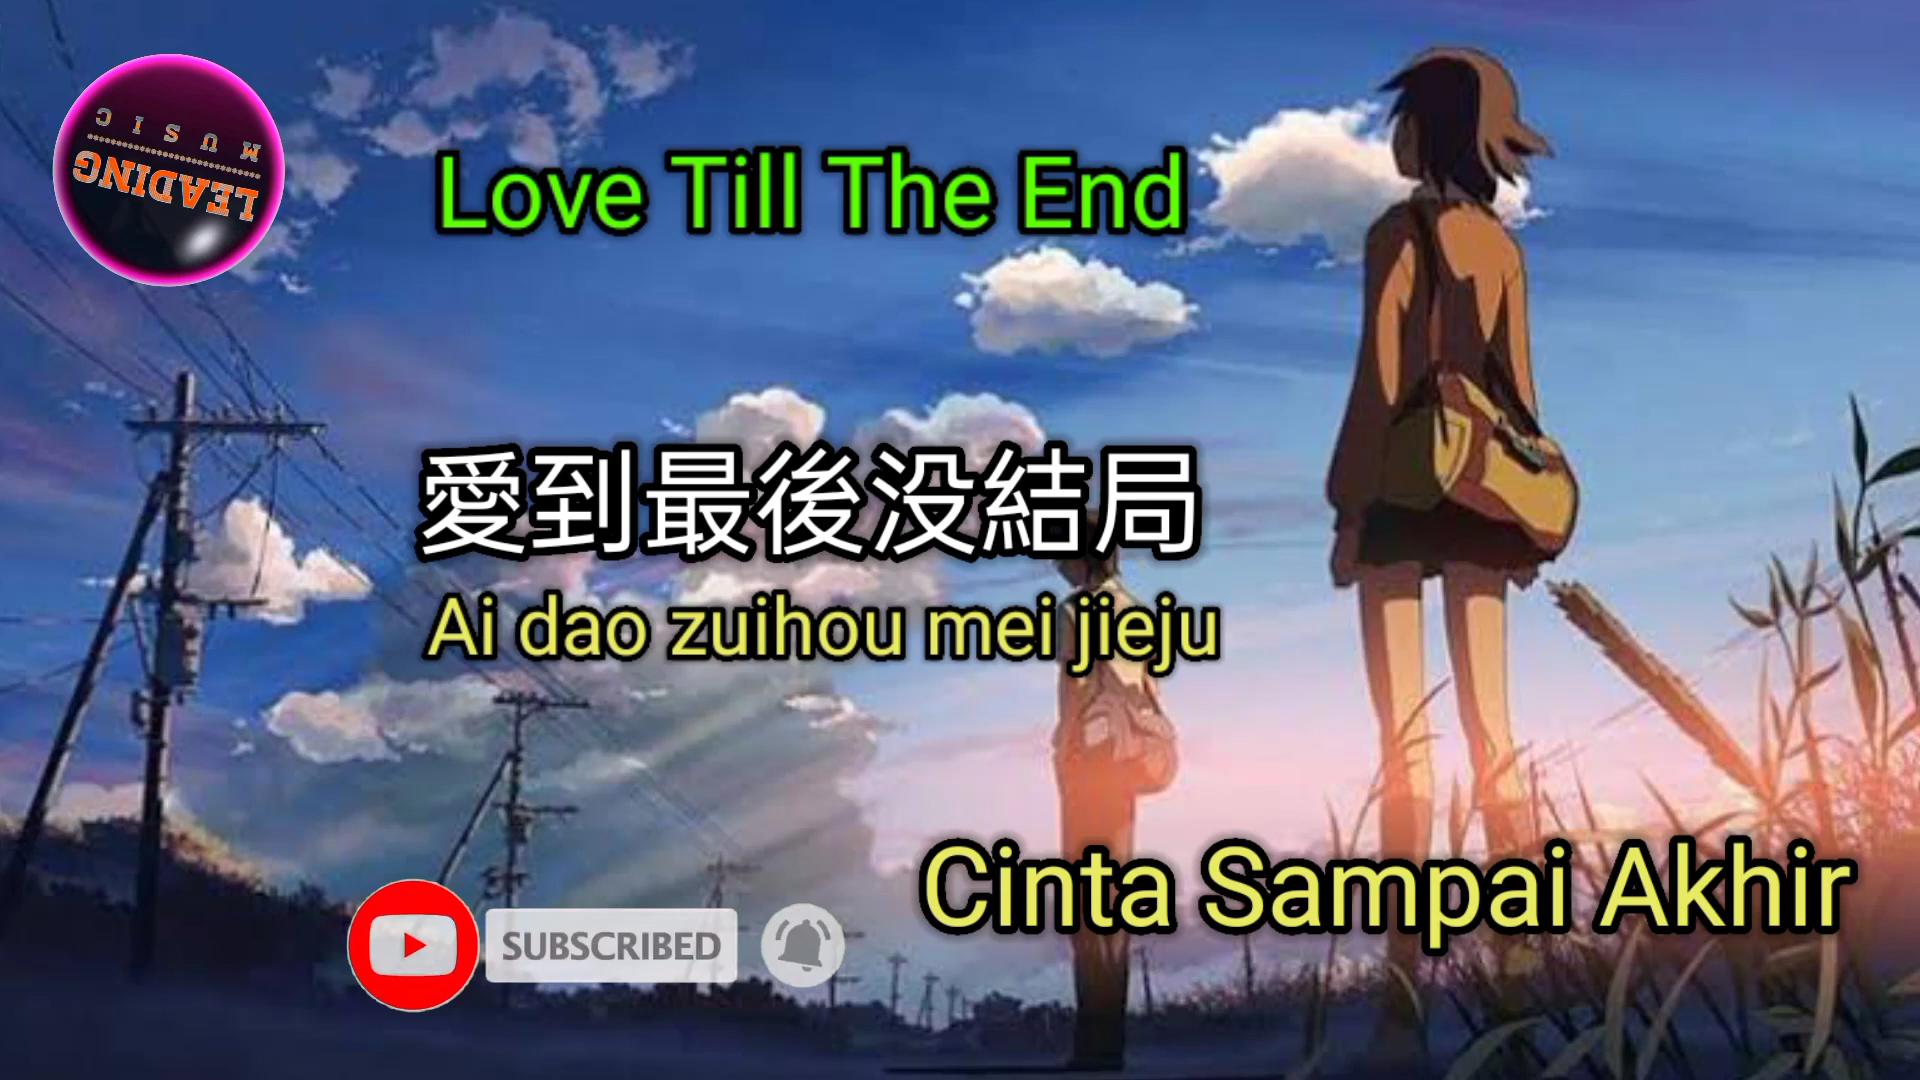 LEADING
MUSIC
Love Till The End
愛到最後没結局
Ai dao zuihou mei jieju
Cinta Sampai Akhir
SUBSCRIBED